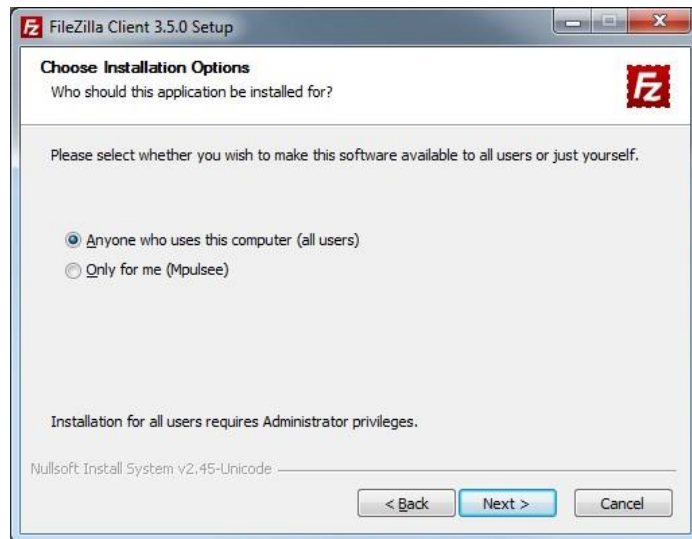 FileZilla Client 3.5.0 Setup
Choose Installation Options
Who should this application be installed for?
Fz
Please select whether you wish to make this software available to all users or just yourself.
Anyone who uses this computer (all users)
Only for me (Mpulsee)
Installation for all users requires Administrator privileges.
Nullsoft Install System v2.45-Unicode
< Back Next > Cancel